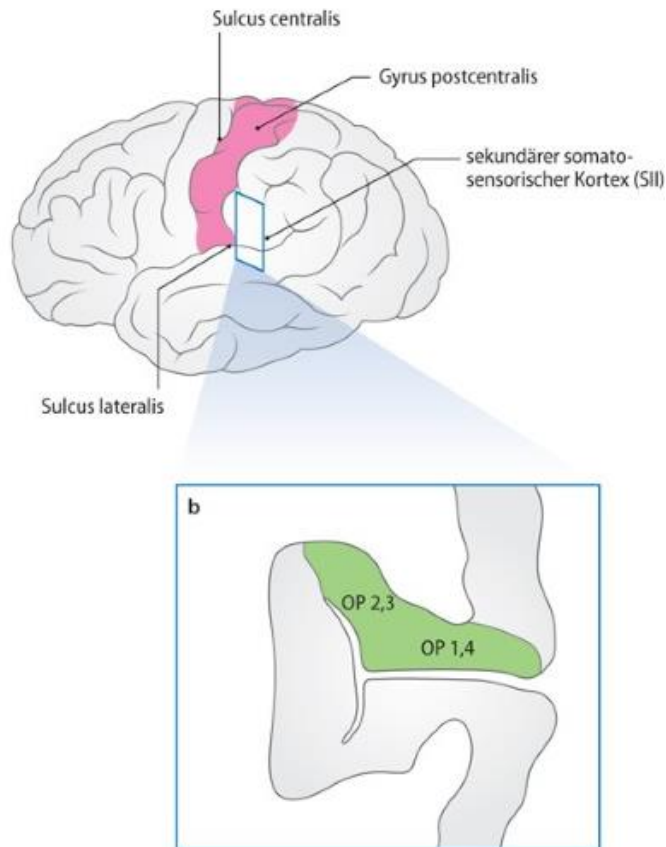 Sulcus centralis
Gyrus postcentralis
sekundärer somato-
sensorischer Kortex (SII)
Sulcus lateralis
b
OP 2,3
OP 1,4